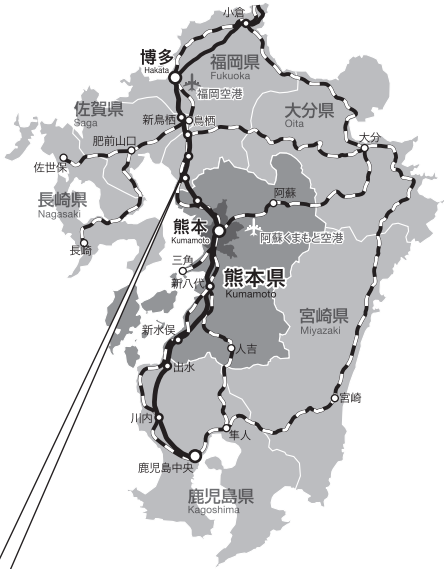 小倉
博多
Hakata
福岡県
Fukuoka
福岡空港
佐賀県
Saga
新鳥栖
鳥栖
大分県
Oita
肥前山口
大分
佐世保
長崎県
Nagasaki
阿蘇
熊本
Kumamoto
阿蘇くまもと空港
長崎
三角
新八代
熊本県
Kumamoto
宮崎県
Miyazaki
新水俣
人吉
出水
宮崎
川内
隼人
鹿児島中央
鹿児島県
Kagoshima